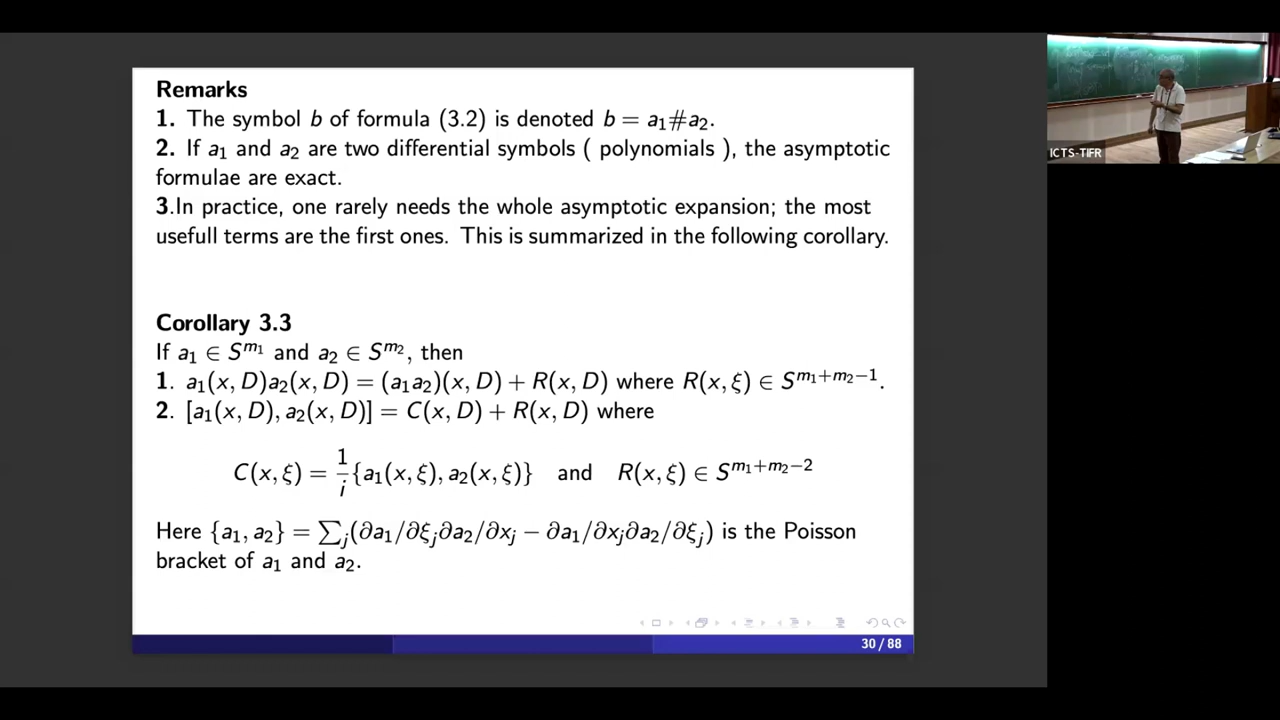 Remarks
1. The symbol b of formula (3.2) is denoted b = a₁#a₂.
2. If a₁ and a₂ are two differential symbols ( polynomials ), the asymptotic
formulae are exact.
3.In practice, one rarely needs the whole asymptotic expansion; the most
usefull terms are the first ones. This is summarized in the following corollary.
Corollary 3.3
If a₁ ∈ S^{m₁} and a₂ ∈ S^{m₂}, then
1. a₁(x, D)a₂(x, D) = (a₁a₂)(x, D) + R(x, D) where R(x, ξ) ∈ S^{m₁+m₂−1}.
2. [a₁(x, D), a₂(x, D)] = C(x, D) + R(x, D) where
C(x, ξ) = \frac{1}{i}{a₁(x, ξ), a₂(x, ξ)} and R(x, ξ) ∈ S^{m₁+m₂−2}
Here {a₁, a₂} = ∑ⱼ(∂a₁/∂ξⱼ∂a₂/∂xⱼ − ∂a₁/∂xⱼ∂a₂/∂ξⱼ) is the Poisson
bracket of a₁ and a₂.
30 / 88
ICTS-TIFR